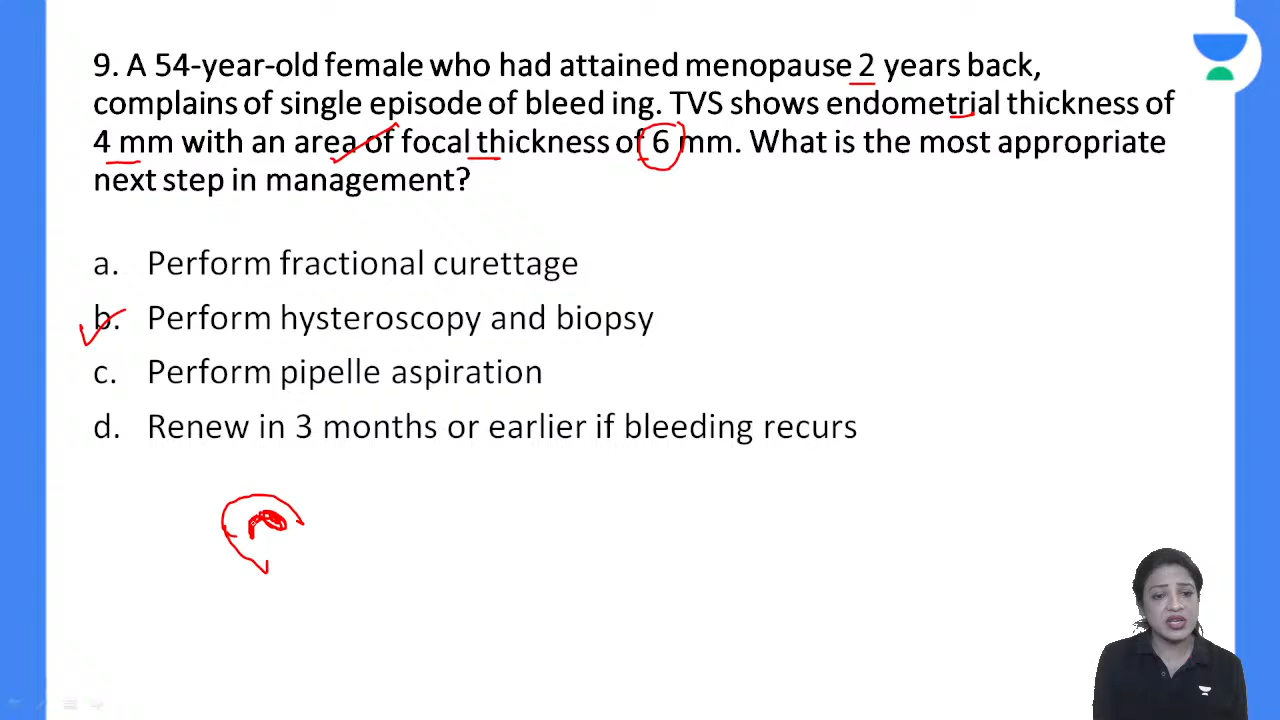 9. A 54-year-old female who had attained menopause 2 years back,
complains of single episode of bleed ing. TVS shows endometrial thickness of
4 mm with an area of focal thickness of 6 mm. What is the most appropriate
next step in management?
a. Perform fractional curettage
b. Perform hysteroscopy and biopsy
c. Perform pipelle aspiration
d. Renew in 3 months or earlier if bleeding recurs